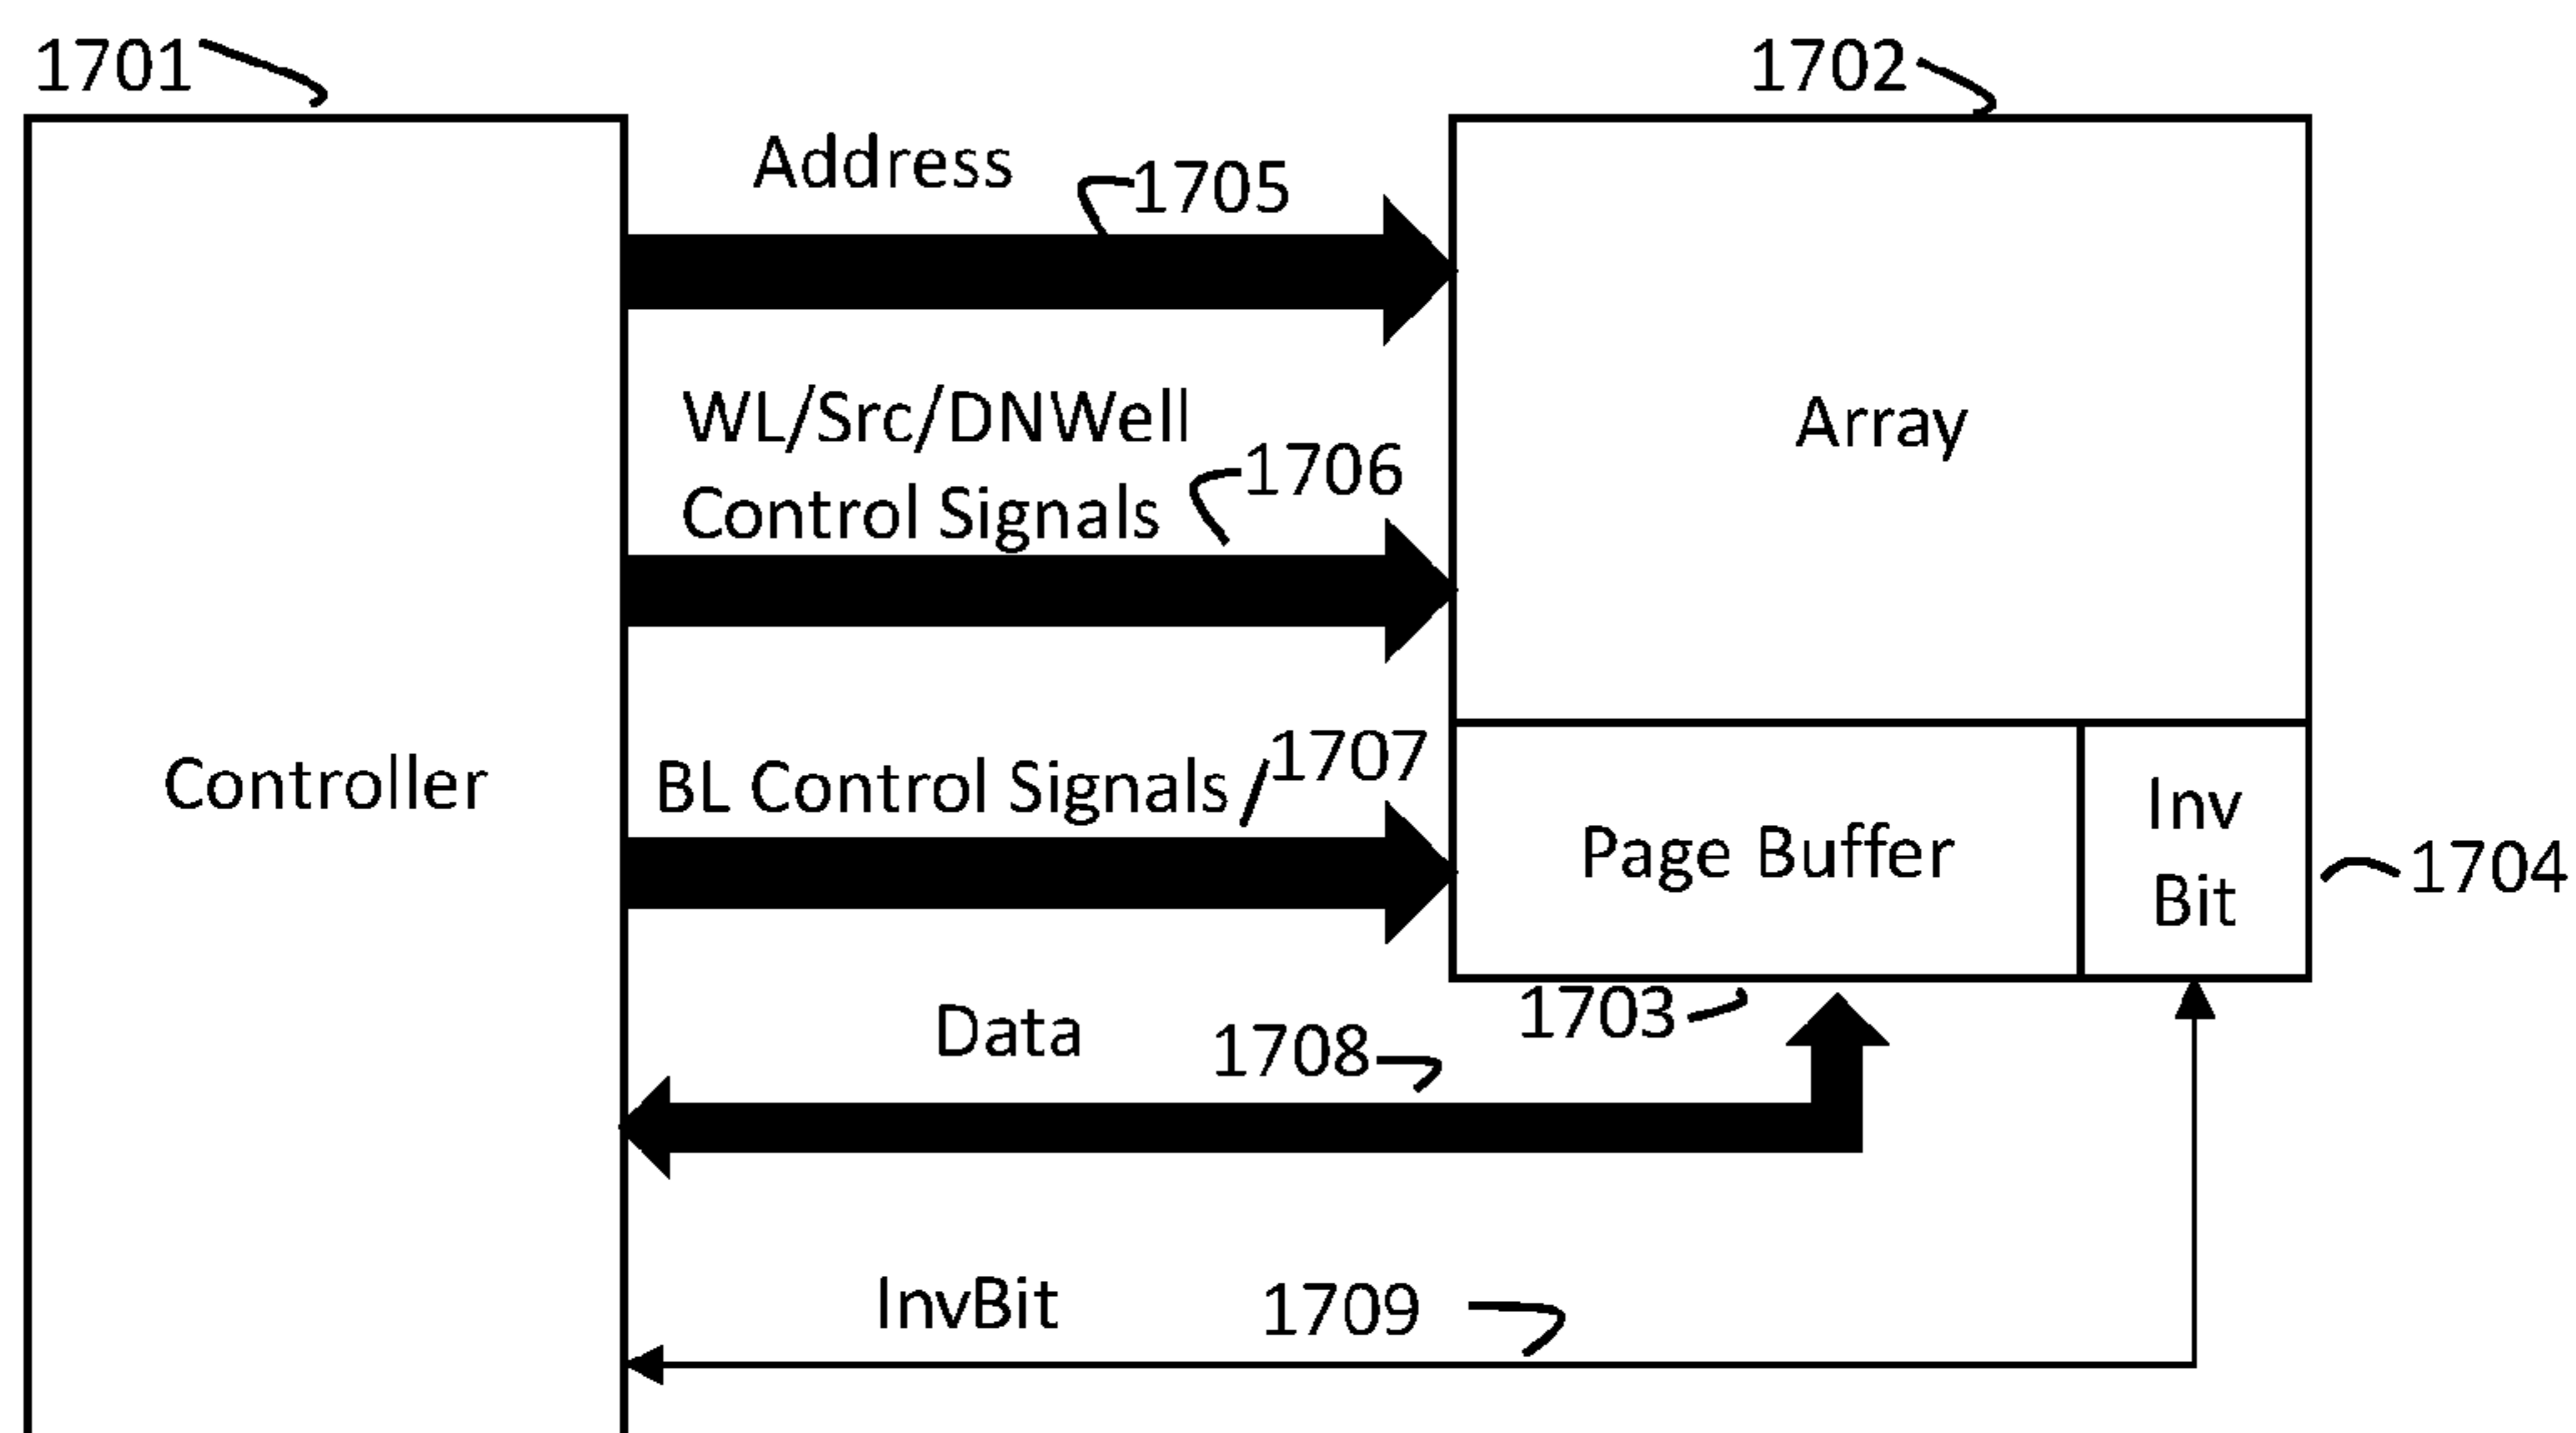 1701
1702
Address
1705
WL/Src/DNWell
Control Signals
1706
Array
Controller
BL Control Signals
1707
Page Buffer
Inv
Bit
1704
1703
Data
1708
InvBit
1709